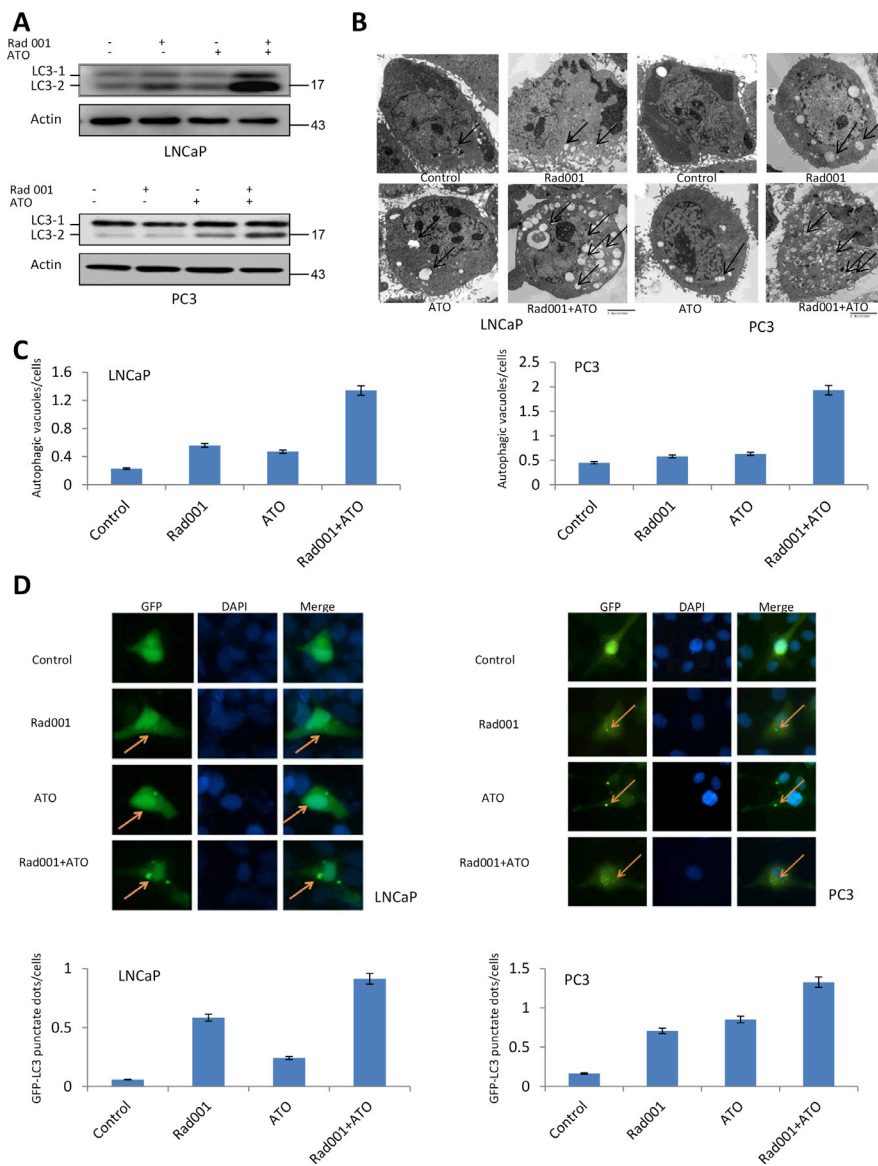 A
Rad 001 - + - +
ATO - - + +
LC3-1
LC3-2
17
Actin
43
LNCaP
Rad 001 - + - +
ATO - - + +
LC3-1
LC3-2
17
Actin
43
PC3
B
Control Rad001 Control Rad001
ATO Rad001+ATO ATO Rad001+ATO
LNCaP PC3
C
LNCaP
Autophagic vacuoles/cells
1.6
1.2
0.8
0.4
0
Control Rad001 ATO Rad001+ATO
PC3
Autophagic vacuoles/cells
2.5
2
1.5
1
0.5
0
Control Rad001 ATO Rad001+ATO
D
GFP DAPI Merge
Control
Rad001
ATO
Rad001+ATO
LNCaP
GFP DAPI Merge
Control
Rad001
ATO
Rad001+ATO
PC3
LNCaP
GFP-LC3 punctate dots/cells
1
0.5
0
Control Rad001 ATO Rad001+ATO
PC3
GFP-LC3 punctate dots/cells
1.5
1
0.5
0
Control Rad001 ATO Rad001+ATO